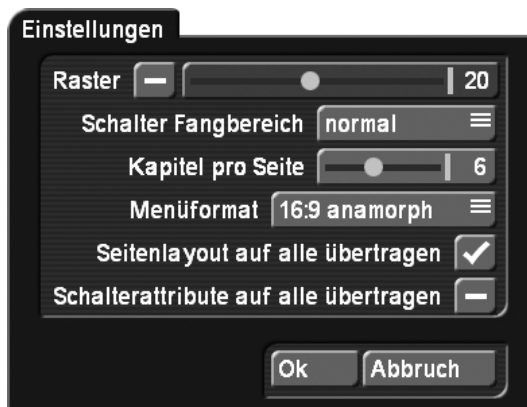 Einstellungen
Raster 20
Schalter Fangbereich normal
Kapitel pro Seite 6
Menüformat 16:9 anamorph
Seitenlayout auf alle übertragen
Schalterattribute auf alle übertragen
Ok Abbruch